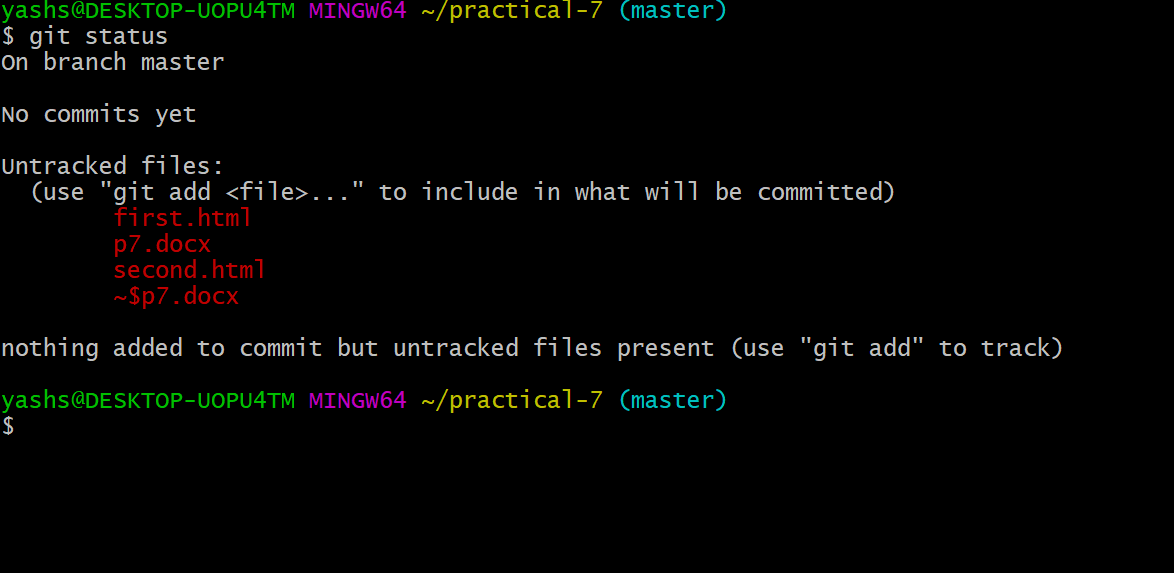 yashs@DESKTOP-UOPU4TM MINGW64 ~/practical-7 (master)
$ git status
On branch master
No commits yet
Untracked files:
(use "git add <file>..." to include in what will be committed)
first.html
p7.docx
second.html
~$p7.docx
nothing added to commit but untracked files present (use "git add" to track)
yashs@DESKTOP-UOPU4TM MINGW64 ~/practical-7 (master)
$